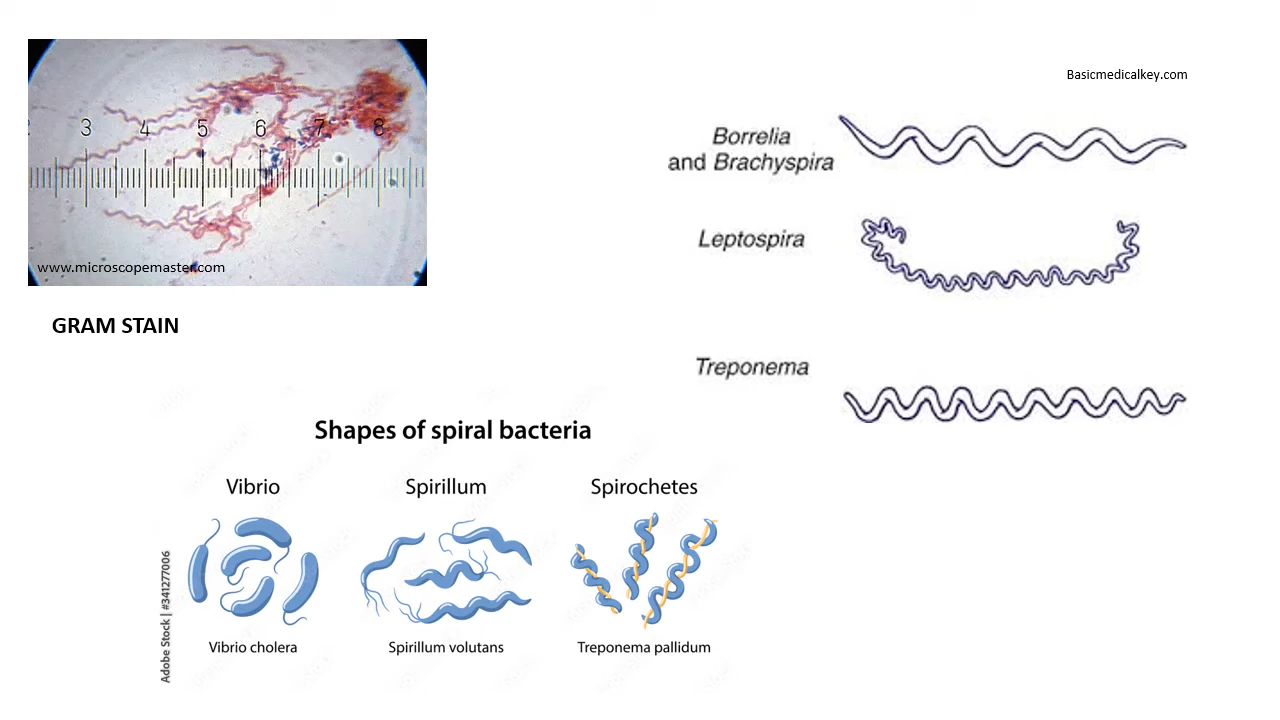 3 4 5 6 7 8
www.microscopemaster.com
GRAM STAIN
Basicmedicalkey.com
Borrelia
and Brachyspira
Leptospira
Treponema
Shapes of spiral bacteria
Vibrio Spirillum Spirochetes
Vibrio cholera Spirillum volutans Treponema pallidum
Adobe Stock | #341277006